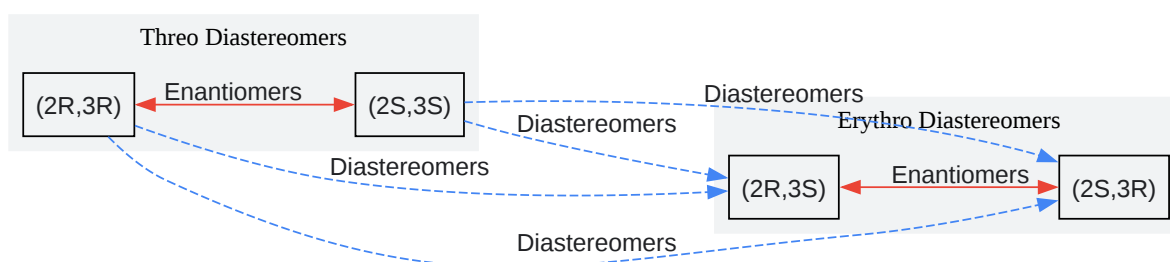 Threo Diastereomers
(2R,3R)
Enantiomers
(2S,3S)
Diastereomers
Diastereomers
Diastereomers
Erythro Diastereomers
(2R,3S)
Enantiomers
(2S,3R)
Diastereomers